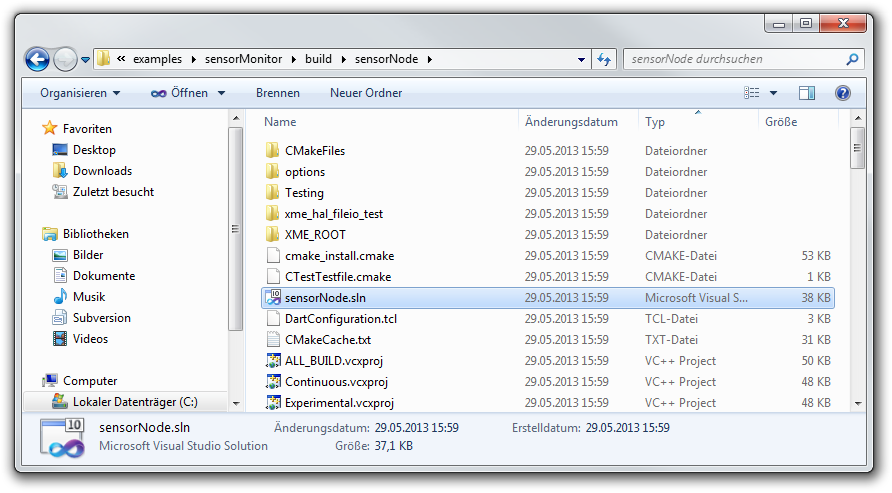 « examples sensorMonitor build sensorNode
sensorNode durchsuchen
Organisieren Öffnen Brennen Neuer Ordner
Favoriten
Desktop
Downloads
Zuletzt besucht
Bibliotheken
Bilder
Dokumente
Musik
Subversion
Videos
Computer
Lokaler Datenträger (C:)
Name Änderungsdatum Typ Größe
CMakeFiles 29.05.2013 15:59 Dateiordner
options 29.05.2013 15:59 Dateiordner
Testing 29.05.2013 15:59 Dateiordner
xme_hal_fileio_test 29.05.2013 15:59 Dateiordner
XME_ROOT 29.05.2013 15:59 Dateiordner
cmake_install.cmake 29.05.2013 15:59 CMAKE-Datei 53 KB
CTestTestfile.cmake 29.05.2013 15:59 CMAKE-Datei 1 KB
sensorNode.sln 29.05.2013 15:59 Microsoft Visual S... 38 KB
DartConfiguration.tcl 29.05.2013 15:59 TCL-Datei 3 KB
CMakeCache.txt 29.05.2013 15:59 TXT-Datei 31 KB
ALL_BUILD.vcxproj 29.05.2013 15:59 VC++ Project 50 KB
Continuous.vcxproj 29.05.2013 15:59 VC++ Project 48 KB
Experimental.vcxproj 29.05.2013 15:59 VC++ Project 48 KB
10
sensorNode.sln Änderungsdatum: 29.05.2013 15:59 Erstelldatum: 29.05.2013 15:59
Microsoft Visual Studio Solution Größe: 37,1 KB